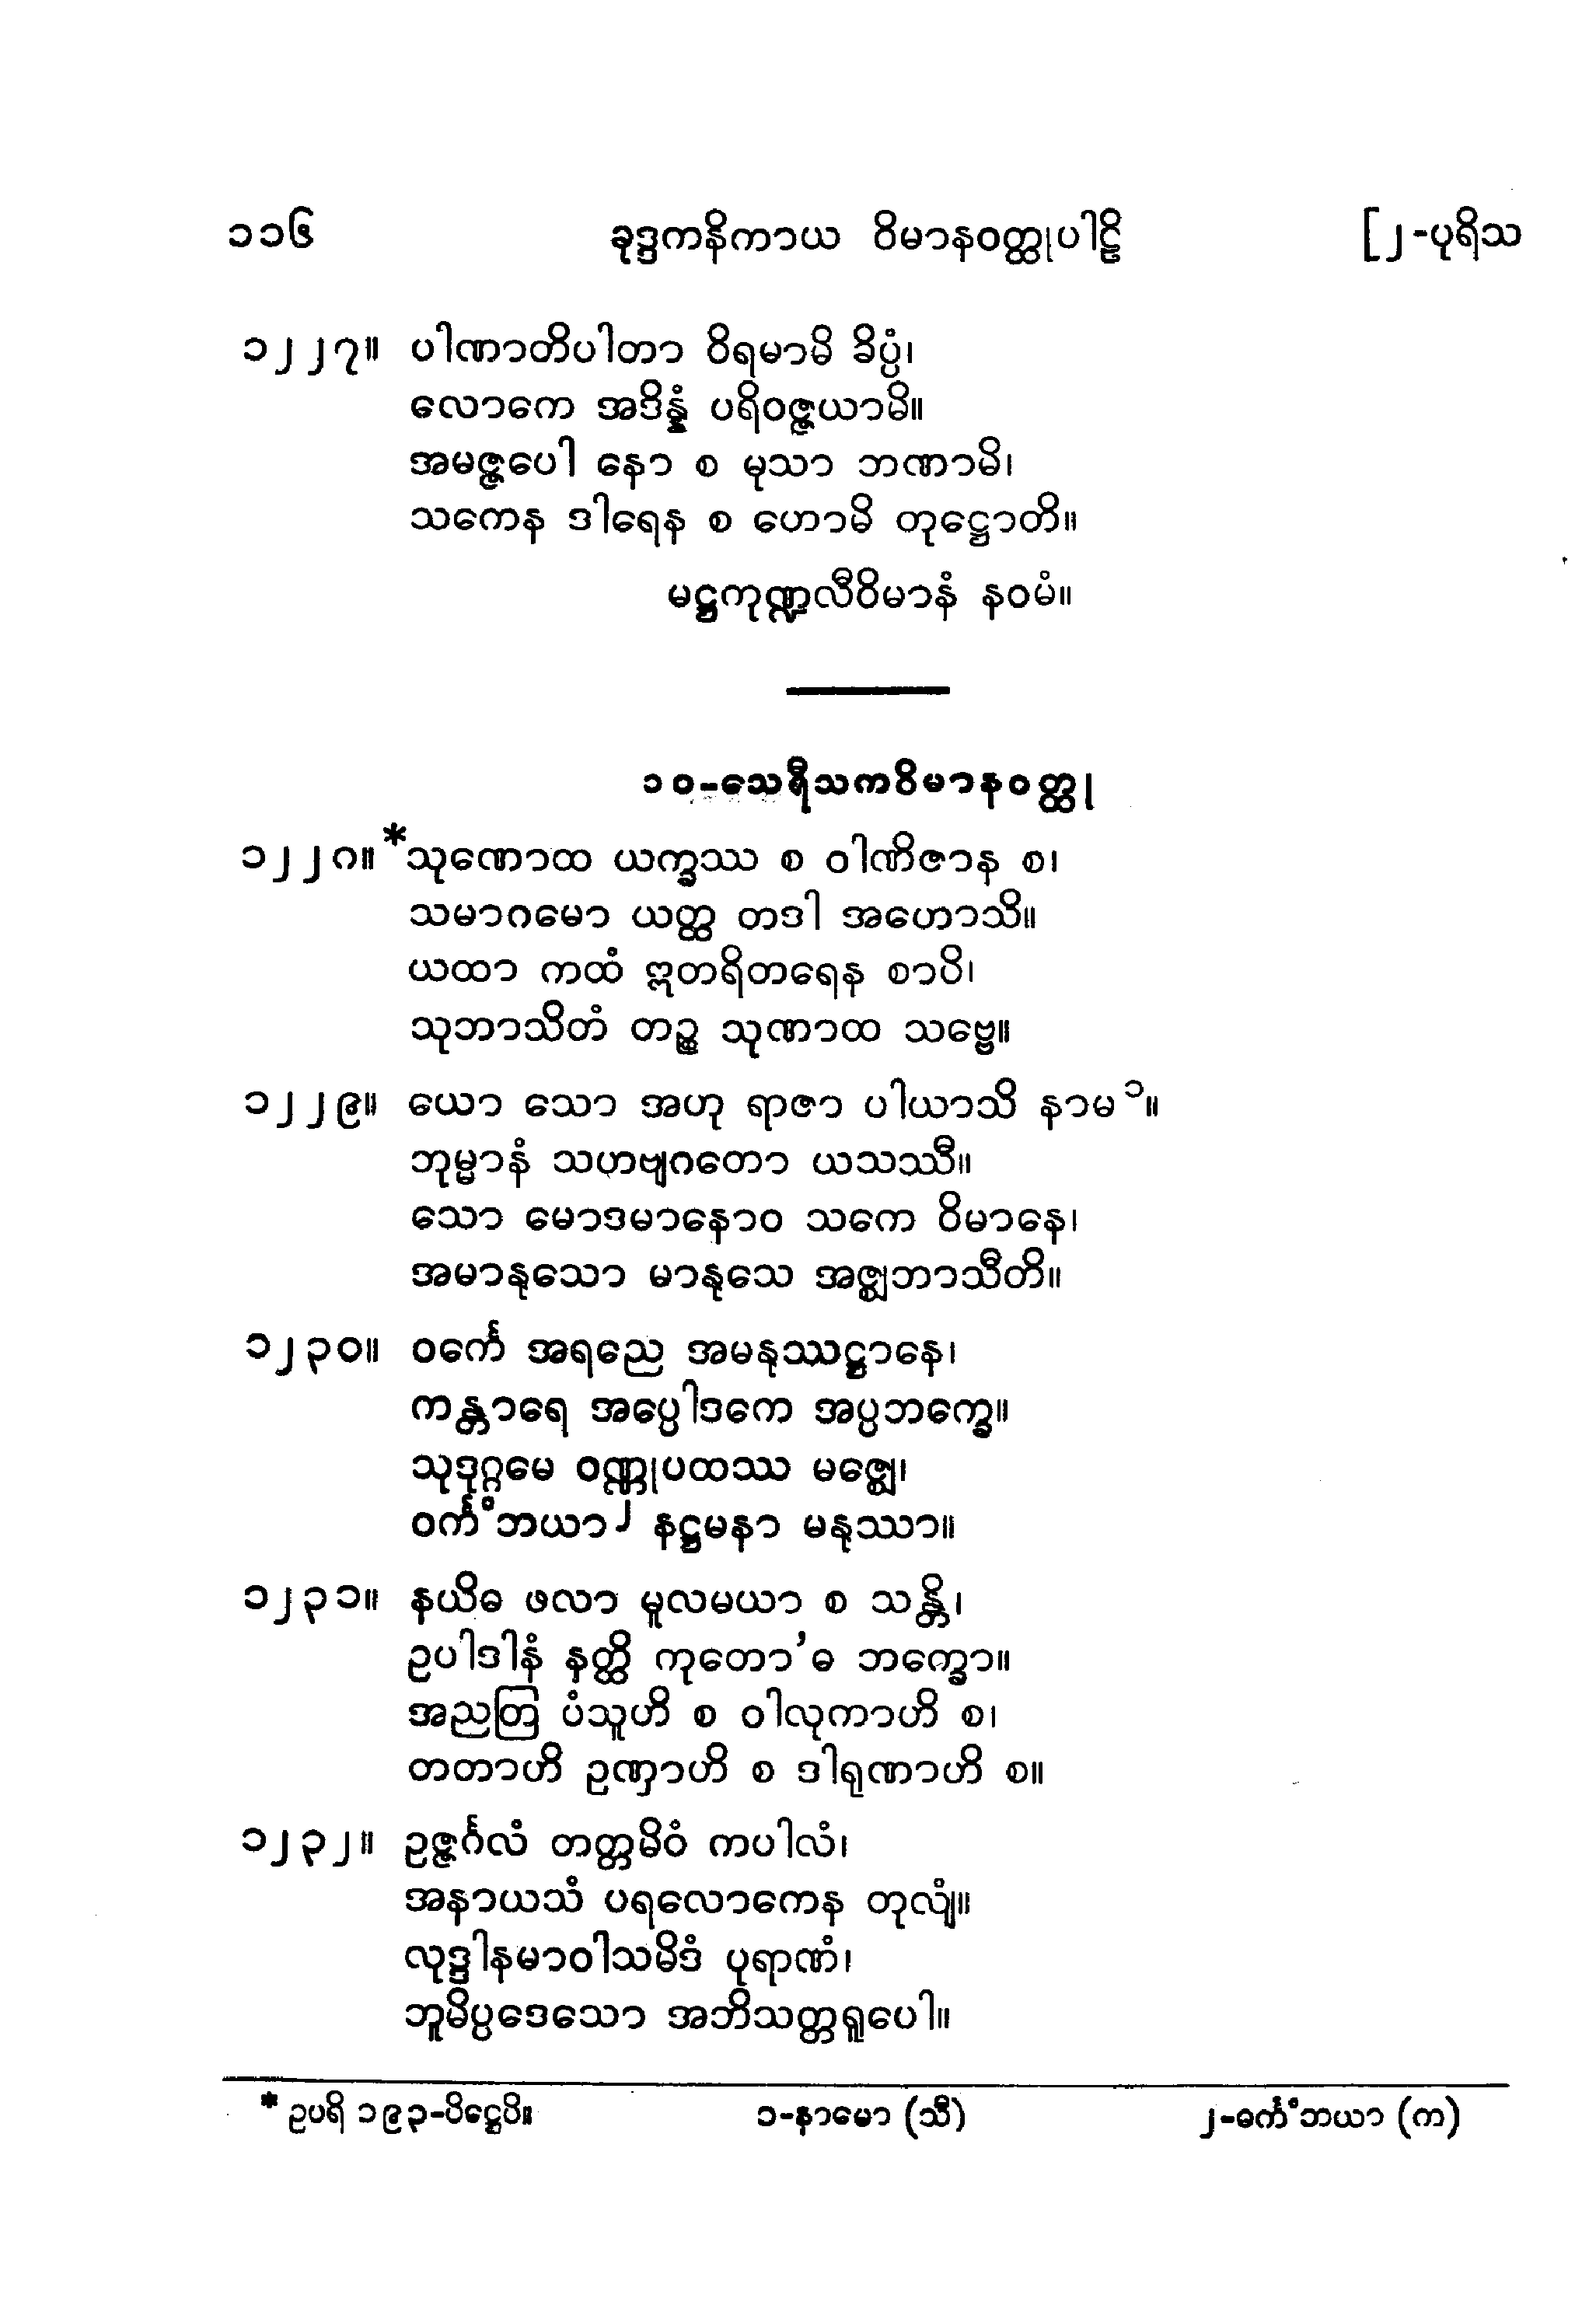 ၁၁၆ ခုဒ္ဒကနိကာယ ဝိမာနဝတ္ထုပါဠိ [၂-ပုရိသ
၁၂၂၇။ ပါဏာတိပါတာ ဝိရမာမိ ခိပ္ပံ၊
လောကေ အဒိန္နံ ပရိဝဇ္ဇယာမိ။
အမဇ္ဇပေါ နော စ မုသာ ဘဏာမိ၊
သကေန ဒါရေန စ ဟောမိ တုဋ္ဌောတိ။
မဋ္ဌကုဏ္ဍလီဝိမာနံ နဝမံ။
၁၀-သေရီသကဝိမာနဝတ္ထု
၁၂၂၈။ *သုဏောထ ယက္ခဿ စ ဝါဏိဇာန စ၊
သမာဂမော ယတ္ထ တဒါ အဟောသိ။
ယထာ ကထံ ဣတရိတရေန စာပိ၊
သုဘာသိတံ တဉ္စ သုဏာထ သဗ္ဗေ။
၁၂၂၉။ ယော သော အဟု ရာဇာ ပါယာသိ နာမ ၁။
ဘုမ္မာနံ သဟဗျဂတော ယသဿီ။
သော မောဒမာနောဝ သကေ ဝိမာနေ၊
အမာနုသော မာနုသေ အဇ္ဈဘာသီတိ။
၁၂၃၀။ ဝင်္ကေ အရညေ အမနုဿဋ္ဌာနေ၊
ကန္တာရေ အပ္ပေါဒကေ အပ္ပဘက္ခေ။
သုဒုဂ္ဂမေ ဝဏ္ဏုပထဿ မဇ္ဈေ၊
ဝင်္ကံဘယာ ၂ နဋ္ဌမနာ မနုဿာ။
၁၂၃၁။ နယိဓ ဖလာ မူလမယာ စ သန္တိ၊
ဥပါဒါနံ နတ္ထိ ကုတော'ဓ ဘက္ခော။
အညတြ ပံသူဟိ စ ဝါလုကာဟိ စ၊
တတာဟိ ဥဏှာဟိ စ ဒါရုဏာဟိ စ။
၁၂၃၂။ ဥဇ္ဇင်္ဂလံ တတ္တမိဝံ ကပါလံ၊
အနာယသံ ပရလောကေန တုလျံ။
လုဒ္ဒါနမာဝါသမိဒံ ပုရာဏံ၊
ဘူမိပ္ပဒေသော အဘိသတ္တရူပေါ။
* ဥပရိ ၁၉၃-ပိဋ္ဌေပိ။ ၁-နာမော (သီ) ၂-ဓင်္ကံဘယာ (က)